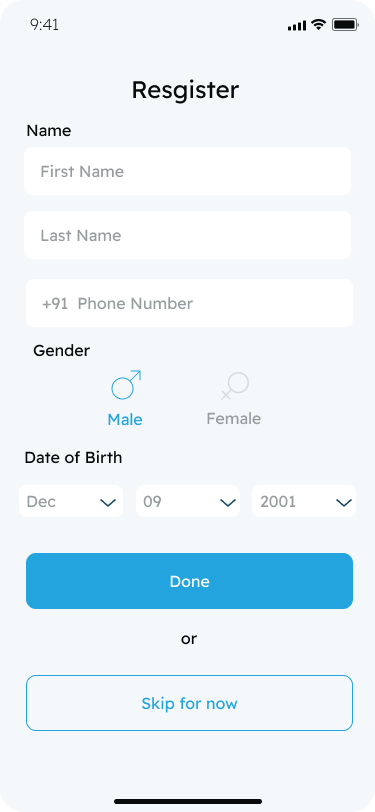 9:41
Resgister
Name
First Name
Last Name
+91 Phone Number
Gender
Male Female
Date of Birth
Dec 09 2001
Done
or
Skip for now